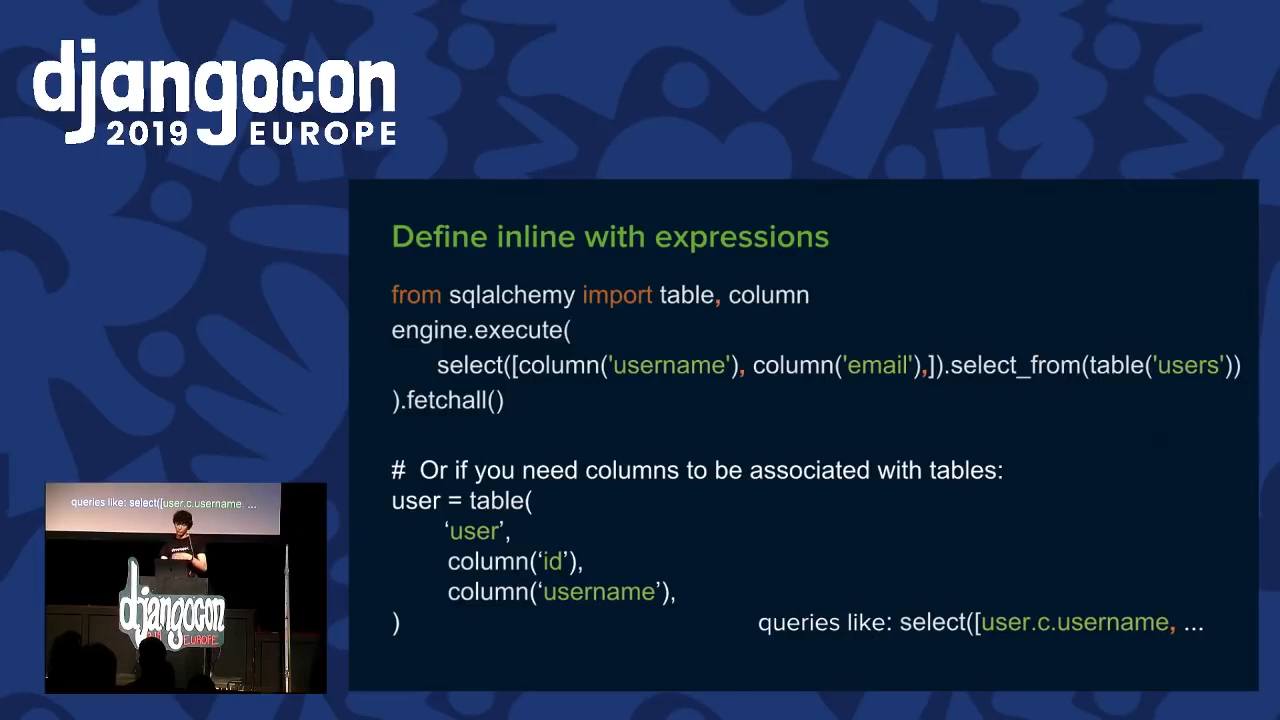 djangocon
2019 EUROPE
Define inline with expressions
from sqlalchemy import table, column
engine.execute(
select([column('username'), column('email'),]).select_from(table('users'))
).fetchall()
# Or if you need columns to be associated with tables:
user = table(
‘user’,
column(‘id’),
column(‘username’),
)
queries like: select([user.c.username, ...
queries like: select([user.c.username, ...
djangocon
EUROPE